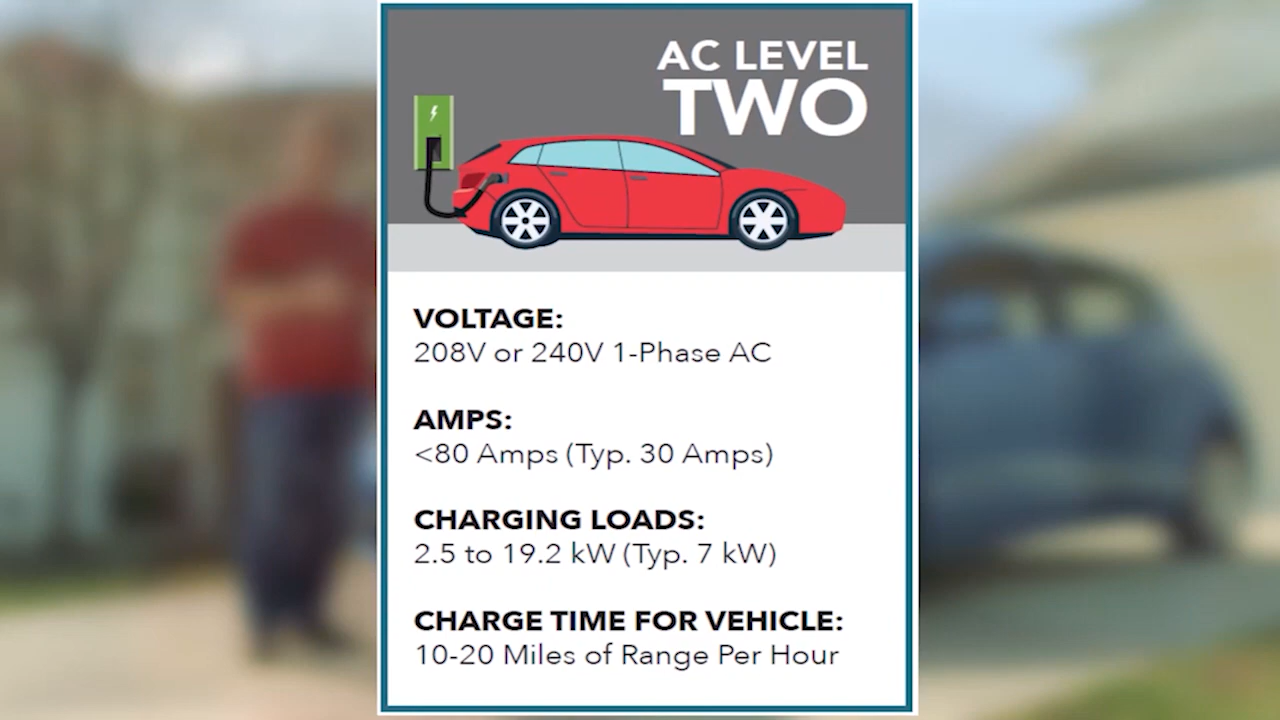 AC LEVEL
TWO
VOLTAGE:
208V or 240V 1-Phase AC
AMPS:
<80 Amps (Typ. 30 Amps)
CHARGING LOADS:
2.5 to 19.2 kW (Typ. 7 kW)
CHARGE TIME FOR VEHICLE:
10-20 Miles of Range Per Hour